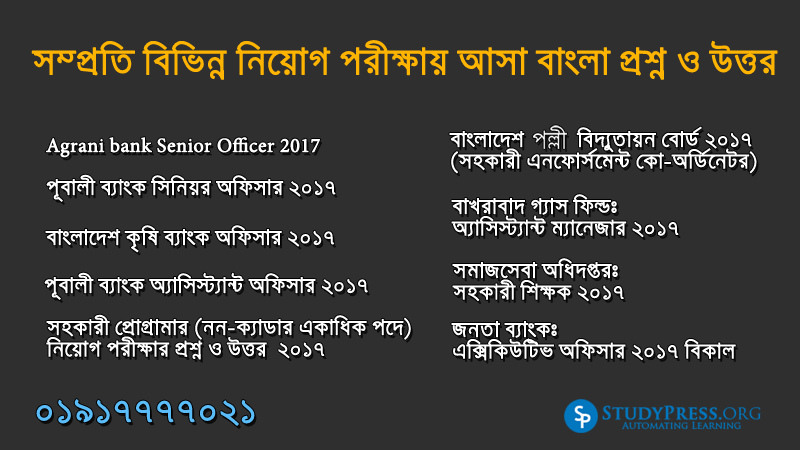 সম্প্রতি বিভিন্ন নিয়োগ পরীক্ষায় আসা বাংলা প্রশ্ন ও উত্তর
Agrani bank Senior Officer 2017
পূবালী ব্যাংক সিনিয়র অফিসার ২০১৭
বাংলাদেশ কৃষি ব্যাংক অফিসার ২০১৭
পূবালী ব্যাংক অ্যাসিস্ট্যান্ট অফিসার ২০১৭
সহকারী প্রোগ্রামার (নন-ক্যাডার একাধিক পদে)
নিয়োগ পরীক্ষার প্রশ্ন ও উত্তর ২০১৭
বাংলাদেশ পল্লী বিদ্যুতায়ন বোর্ড ২০১৭
(সহকারী এনফোর্সমেন্ট কো-অর্ডিনেটর)
বাখরাবাদ গ্যাস ফিল্ডঃ
অ্যাসিস্ট্যান্ট ম্যানেজার ২০১৭
সমাজসেবা অধিদপ্তরঃ
সহকারী শিক্ষক ২০১৭
জনতা ব্যাংকঃ
এক্সিকিউটিভ অফিসার ২০১৭ বিকাল
০১৯১৭৭৭৭০২১
SP STUDYPRESS.ORG
AUTOMATING LEARNING